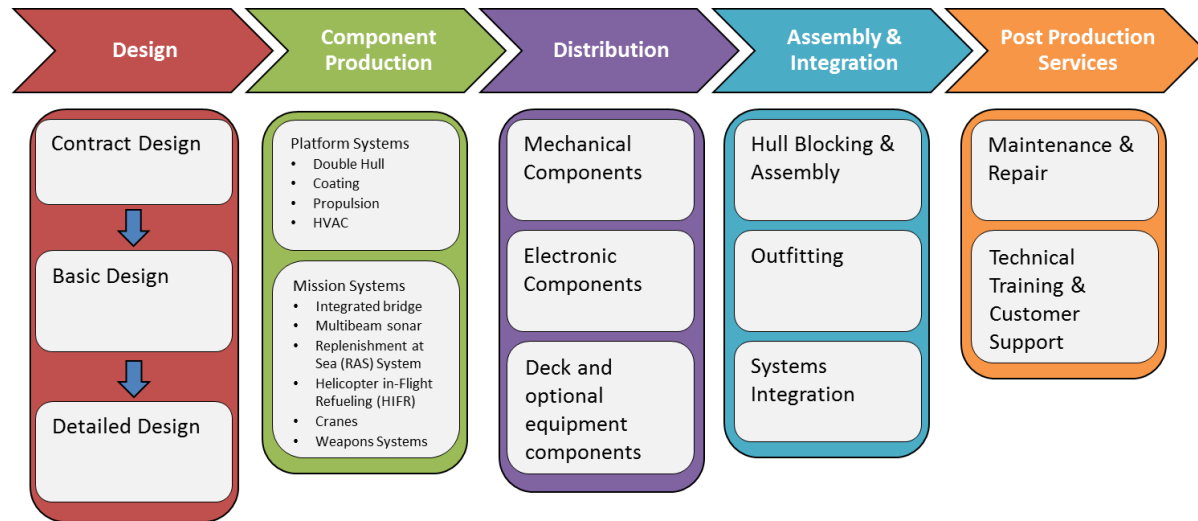 Design
Component
Production
Distribution
Assembly &
Integration
Post Production
Services
Contract Design
Basic Design
Detailed Design
Platform Systems
• Double Hull
• Coating
• Propulsion
• HVAC
Mission Systems
• Integrated bridge
• Multibeam sonar
• Replenishment at
Sea (RAS) System
• Helicopter in-Flight
Refueling (HIFR)
• Cranes
• Weapons Systems
Mechanical
Components
Electronic
Components
Deck and
optional
equipment
components
Hull Blocking &
Assembly
Outfitting
Systems
Integration
Maintenance &
Repair
Technical
Training &
Customer
Support